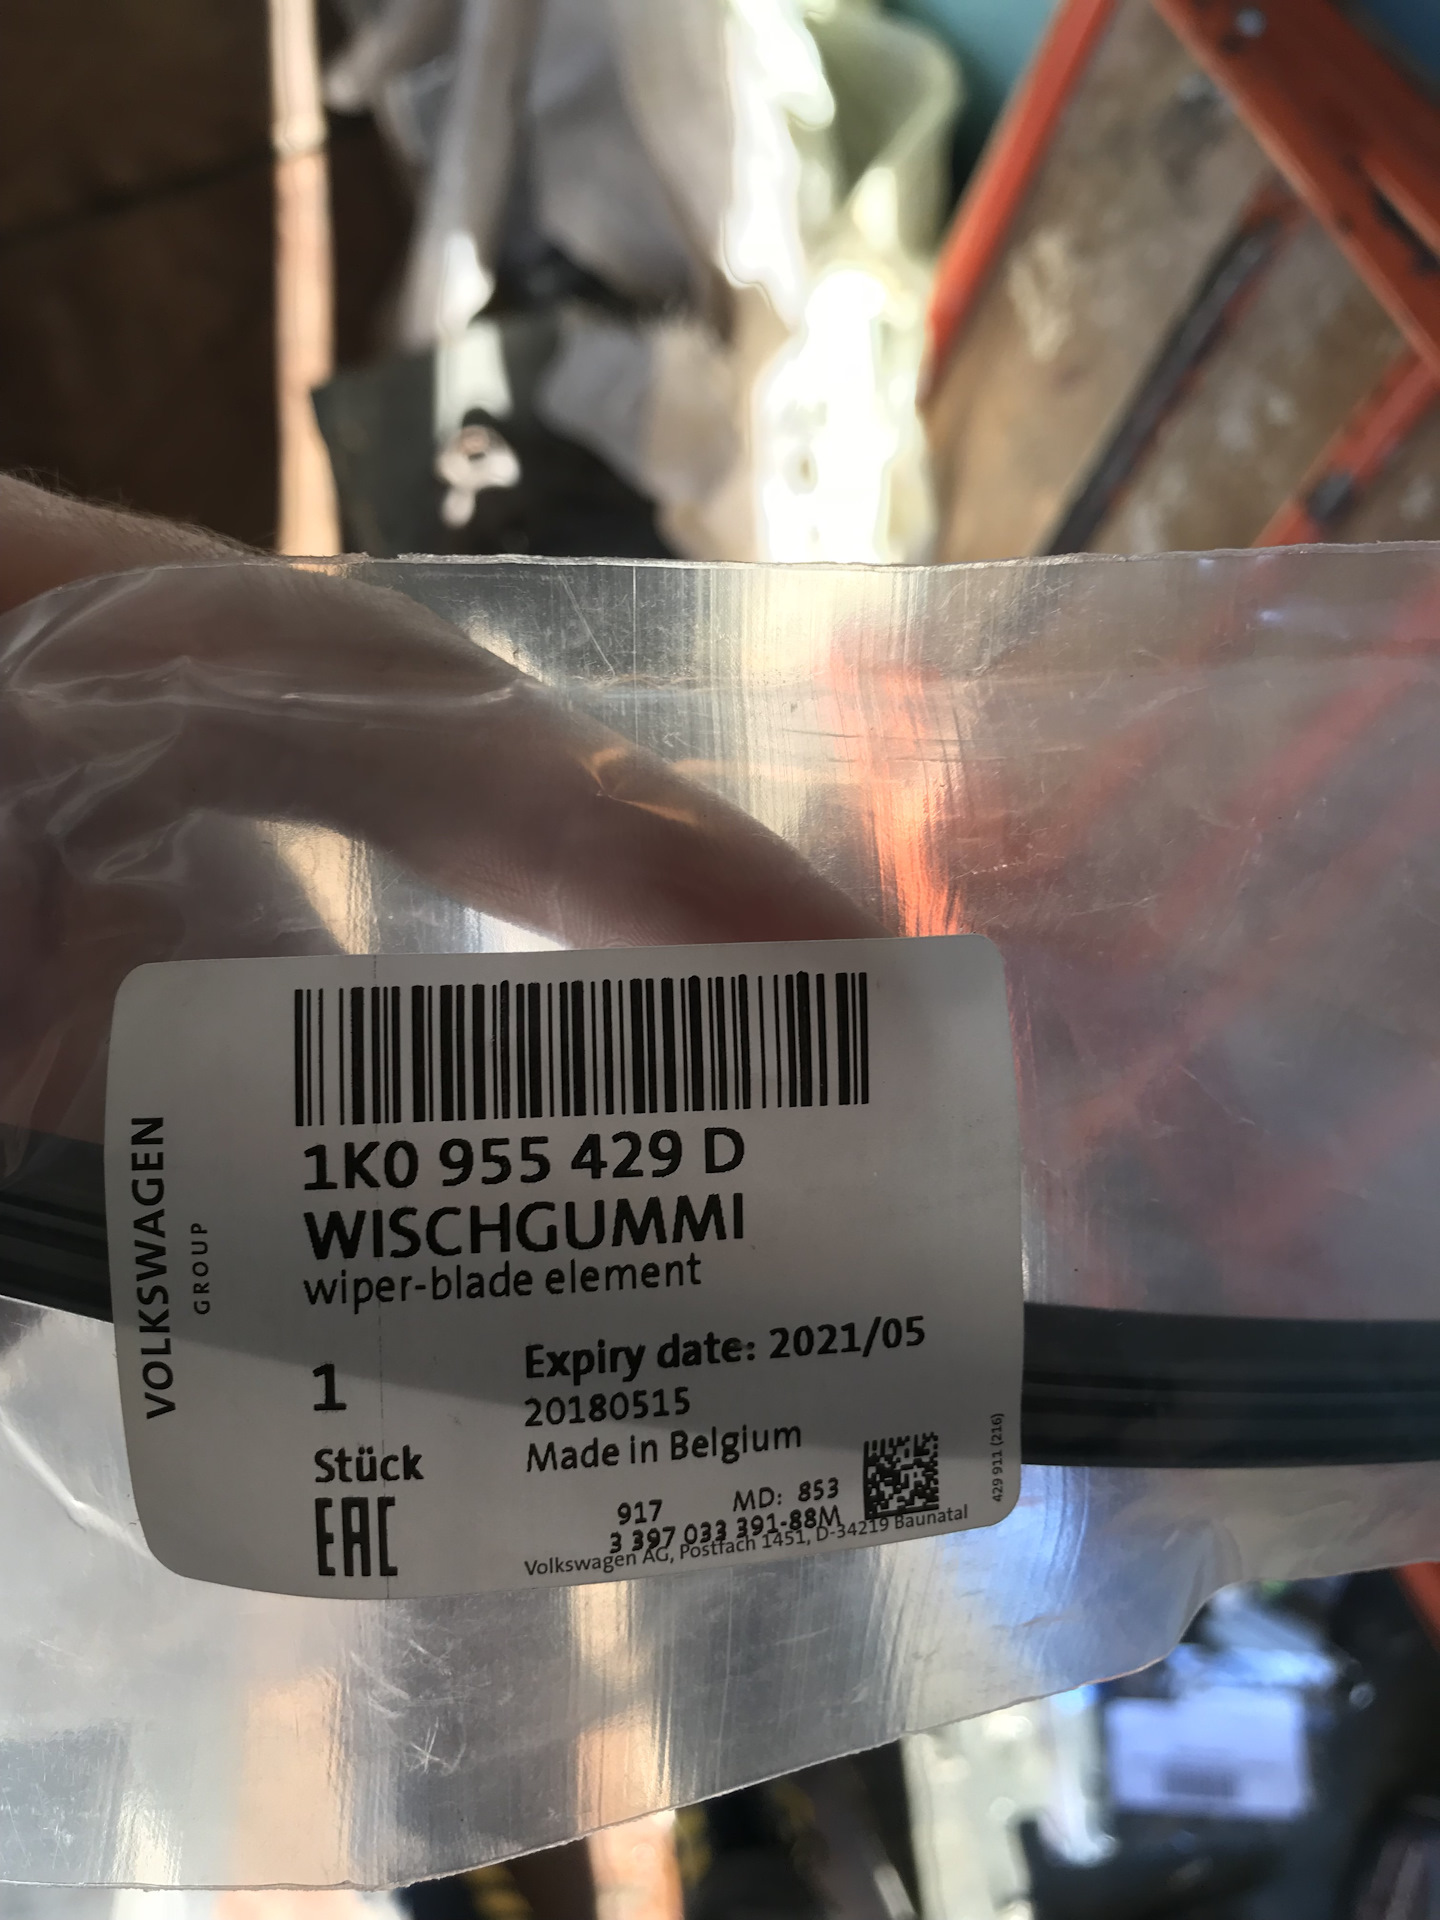 VOLKSWAGEN
GROUP
1K0 955 429 D
WISCHGUMMI
wiper-blade element
1
Stück
EAC
Expiry date: 2021/05
20180515
Made in Belgium
917 MD: 853
3 397 033 391-88M
Volkswagen AG, Postfach 1451, D-34219 Baunatal
429 911 (216)